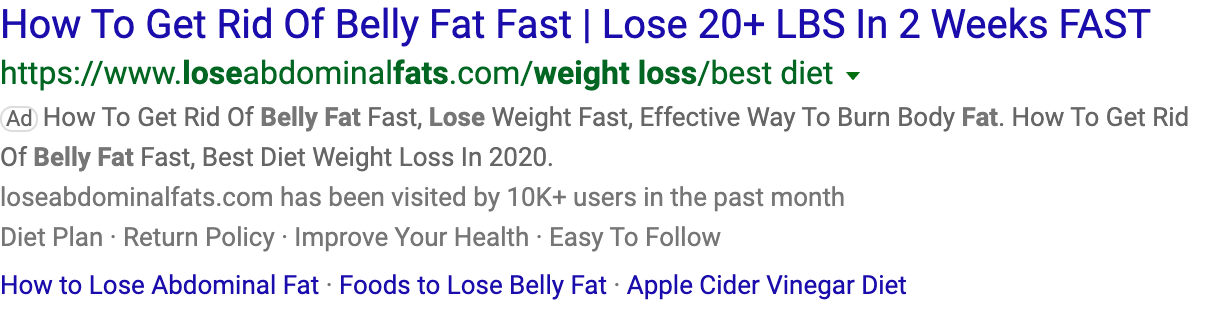 How To Get Rid Of Belly Fat Fast | Lose 20+ LBS In 2 Weeks FAST
https://www.loseabdominalfats.com/weight loss/best diet
Ad How To Get Rid Of Belly Fat Fast, Lose Weight Fast, Effective Way To Burn Body Fat. How To Get Rid
Of Belly Fat Fast, Best Diet Weight Loss In 2020.
loseabdominalfats.com has been visited by 10K+ users in the past month
Diet Plan · Return Policy · Improve Your Health · Easy To Follow
How to Lose Abdominal Fat · Foods to Lose Belly Fat · Apple Cider Vinegar Diet